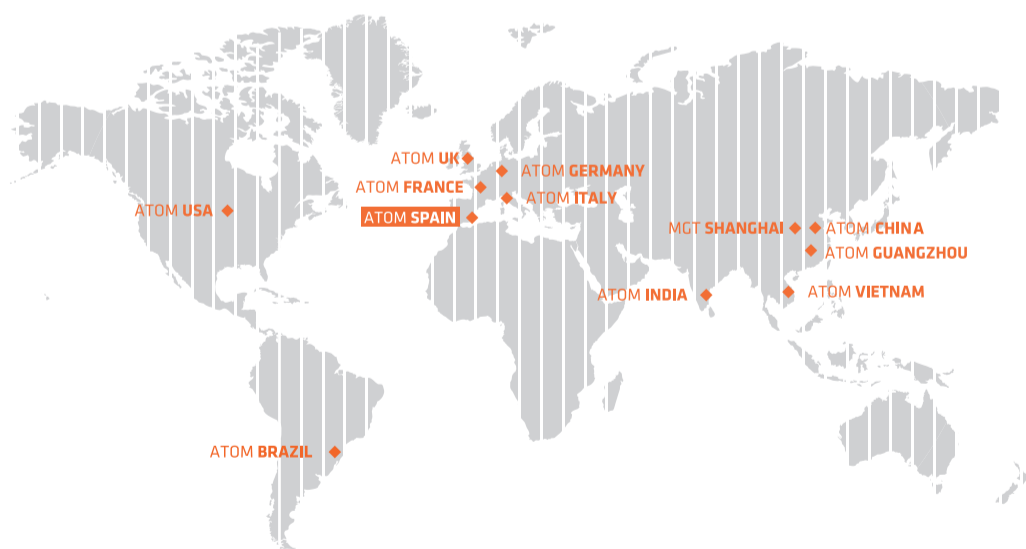 ATOM UK
ATOM GERMANY
ATOM FRANCE
ATOM ITALY
ATOM USA
ATOM SPAIN
MGT SHANGHAI
ATOM CHINA
ATOM GUANGZHOU
ATOM INDIA
ATOM VIETNAM
ATOM BRAZIL